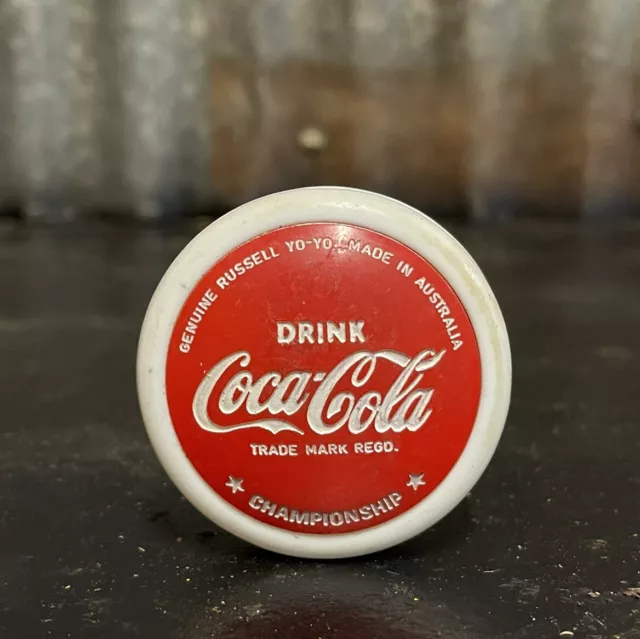 GENUINE RUSSELL YO-YO. MADE IN AUSTRALIA
DRINK
Coca-Cola
TRADE MARK REGD.
CHAMPIONSHIP